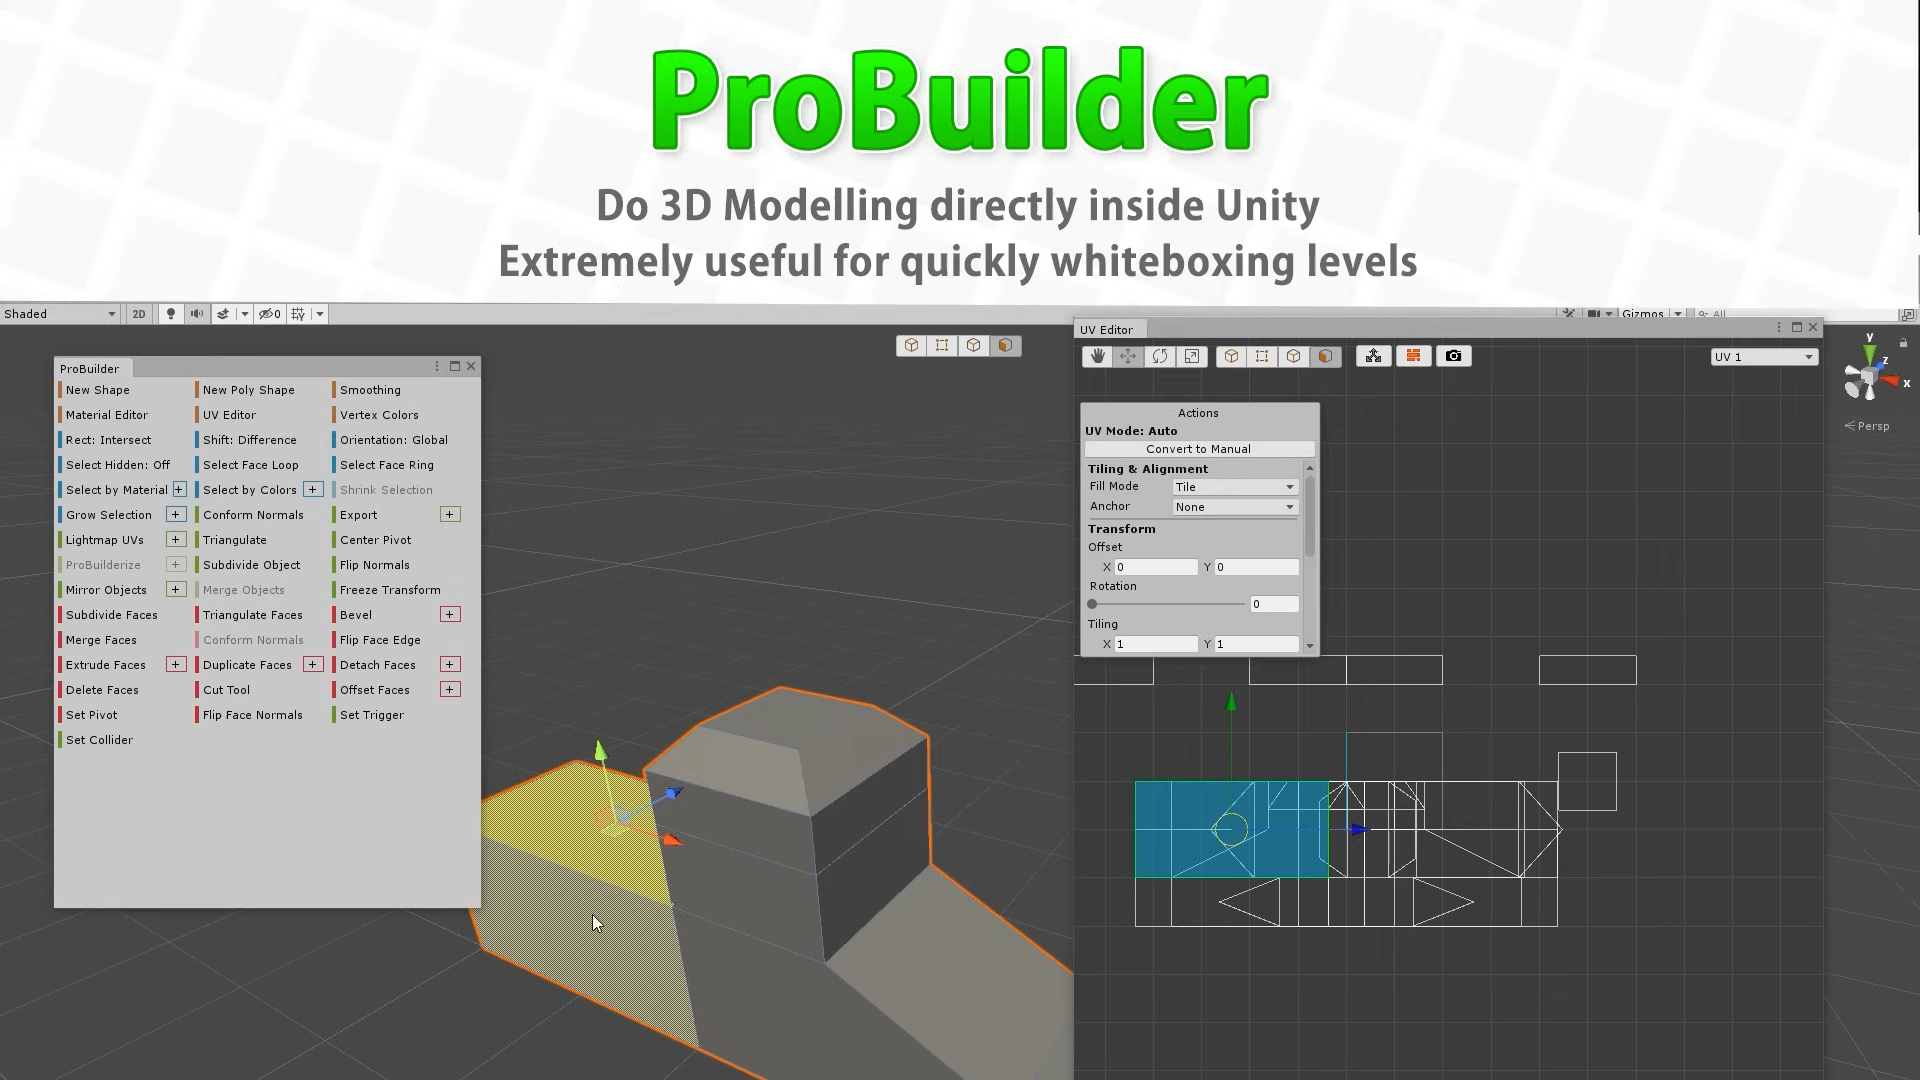 ProBuilder
Do 3D Modelling directly inside Unity
Extremely useful for quickly whiteboxing levels
Shaded
2D
0
Gizmos
All
ProBuilder
New Shape
New Poly Shape
Smoothing
Material Editor
UV Editor
Vertex Colors
Rect: Intersect
Shift: Difference
Orientation: Global
Select Hidden: Off
Select Face Loop
Select Face Ring
Select by Material +
Select by Colors +
Shrink Selection
Grow Selection +
Conform Normals
Export +
Lightmap UVs +
Triangulate
Center Pivot
ProBuilderize +
Subdivide Object
Flip Normals
Mirror Objects +
Merge Objects
Freeze Transform
Subdivide Faces
Triangulate Faces
Bevel +
Merge Faces
Conform Normals
Flip Face Edge
Extrude Faces +
Duplicate Faces +
Detach Faces +
Delete Faces
Cut Tool
Offset Faces +
Set Pivot
Flip Face Normals
Set Trigger
Set Collider
UV Editor
UV 1
Actions
UV Mode: Auto
Convert to Manual
Tiling & Alignment
Fill Mode Tile
Anchor None
Transform
Offset
X 0 Y 0
Rotation
0
Tiling
X 1 Y 1
y
z
x
Persp